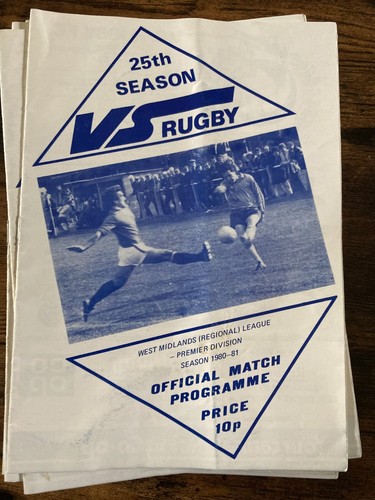 25th
SEASON
VS RUGBY
WEST MIDLANDS (REGIONAL) LEAGUE
– PREMIER DIVISION
SEASON 1980–81
OFFICIAL MATCH
PROGRAMME
PRICE
10p